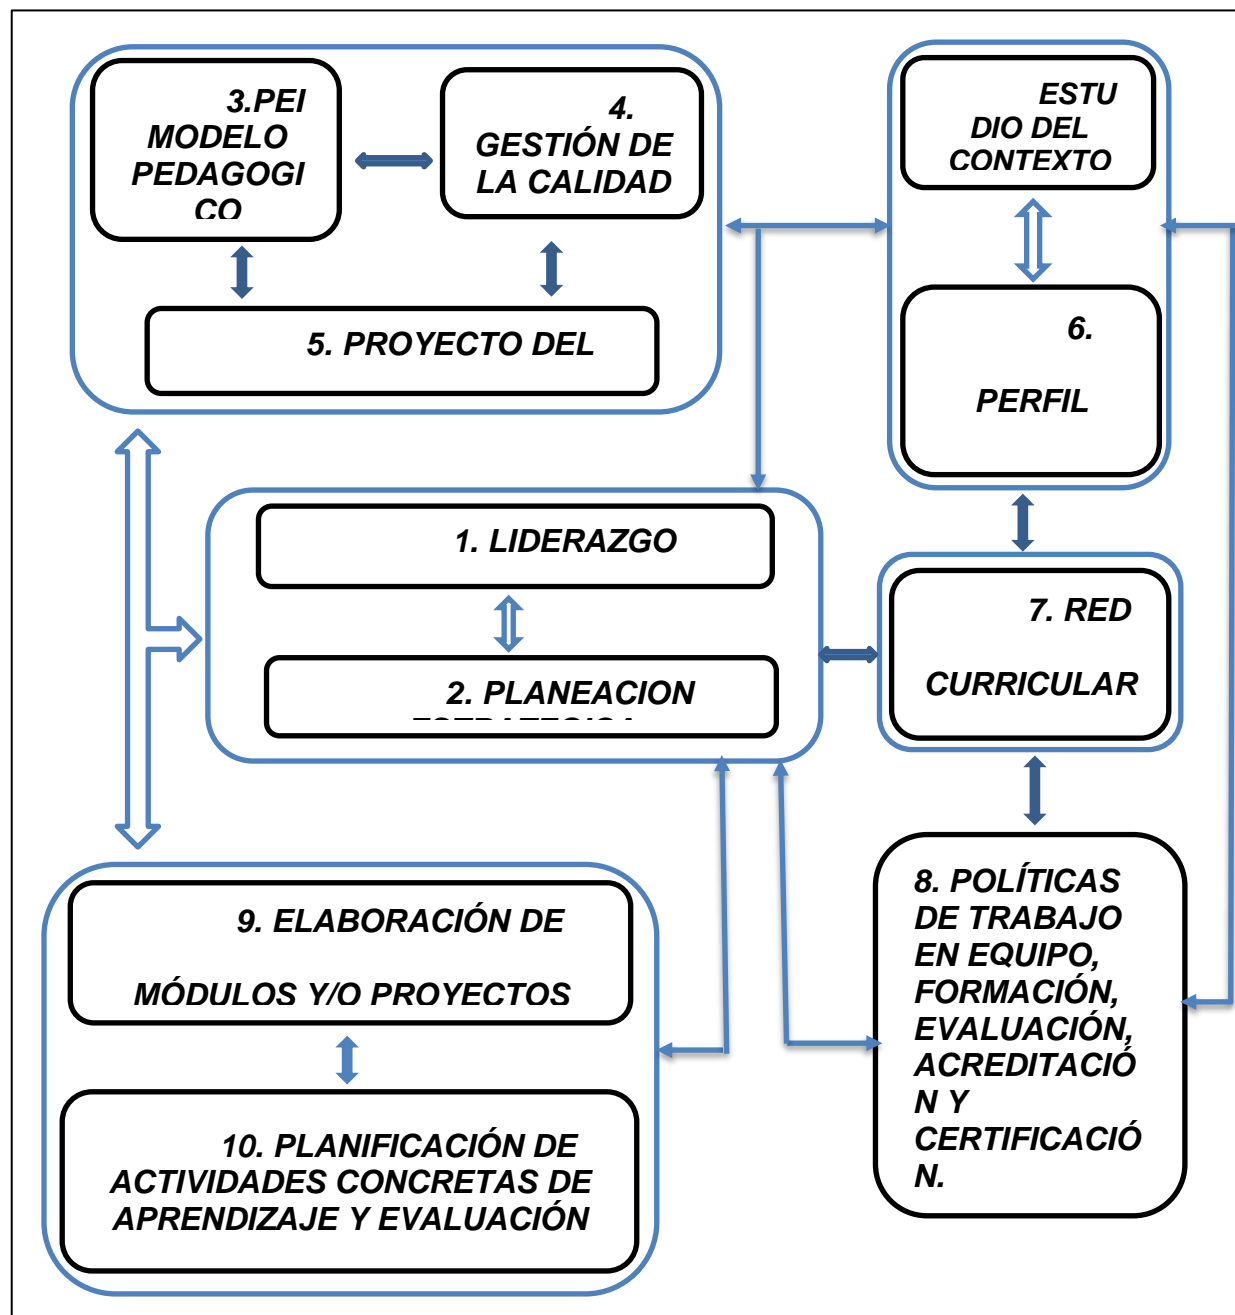 3.PEI
MODELO
PEDAGOGI
CO
4.
GESTIÓN DE
LA CALIDAD
5. PROYECTO DEL
ESTU
DIO DEL
CONTEXTO
6.
PERFIL
1. LIDERAZGO
2. PLANEACION
7. RED
CURRICULAR
8. POLÍTICAS
DE TRABAJO
EN EQUIPO,
FORMACIÓN,
EVALUACIÓN,
ACREDITACIÓ
N Y
CERTIFICACIÓ
N.
9. ELABORACIÓN DE
MÓDULOS Y/O PROYECTOS
10. PLANIFICACIÓN DE
ACTIVIDADES CONCRETAS DE
APRENDIZAJE Y EVALUACIÓN